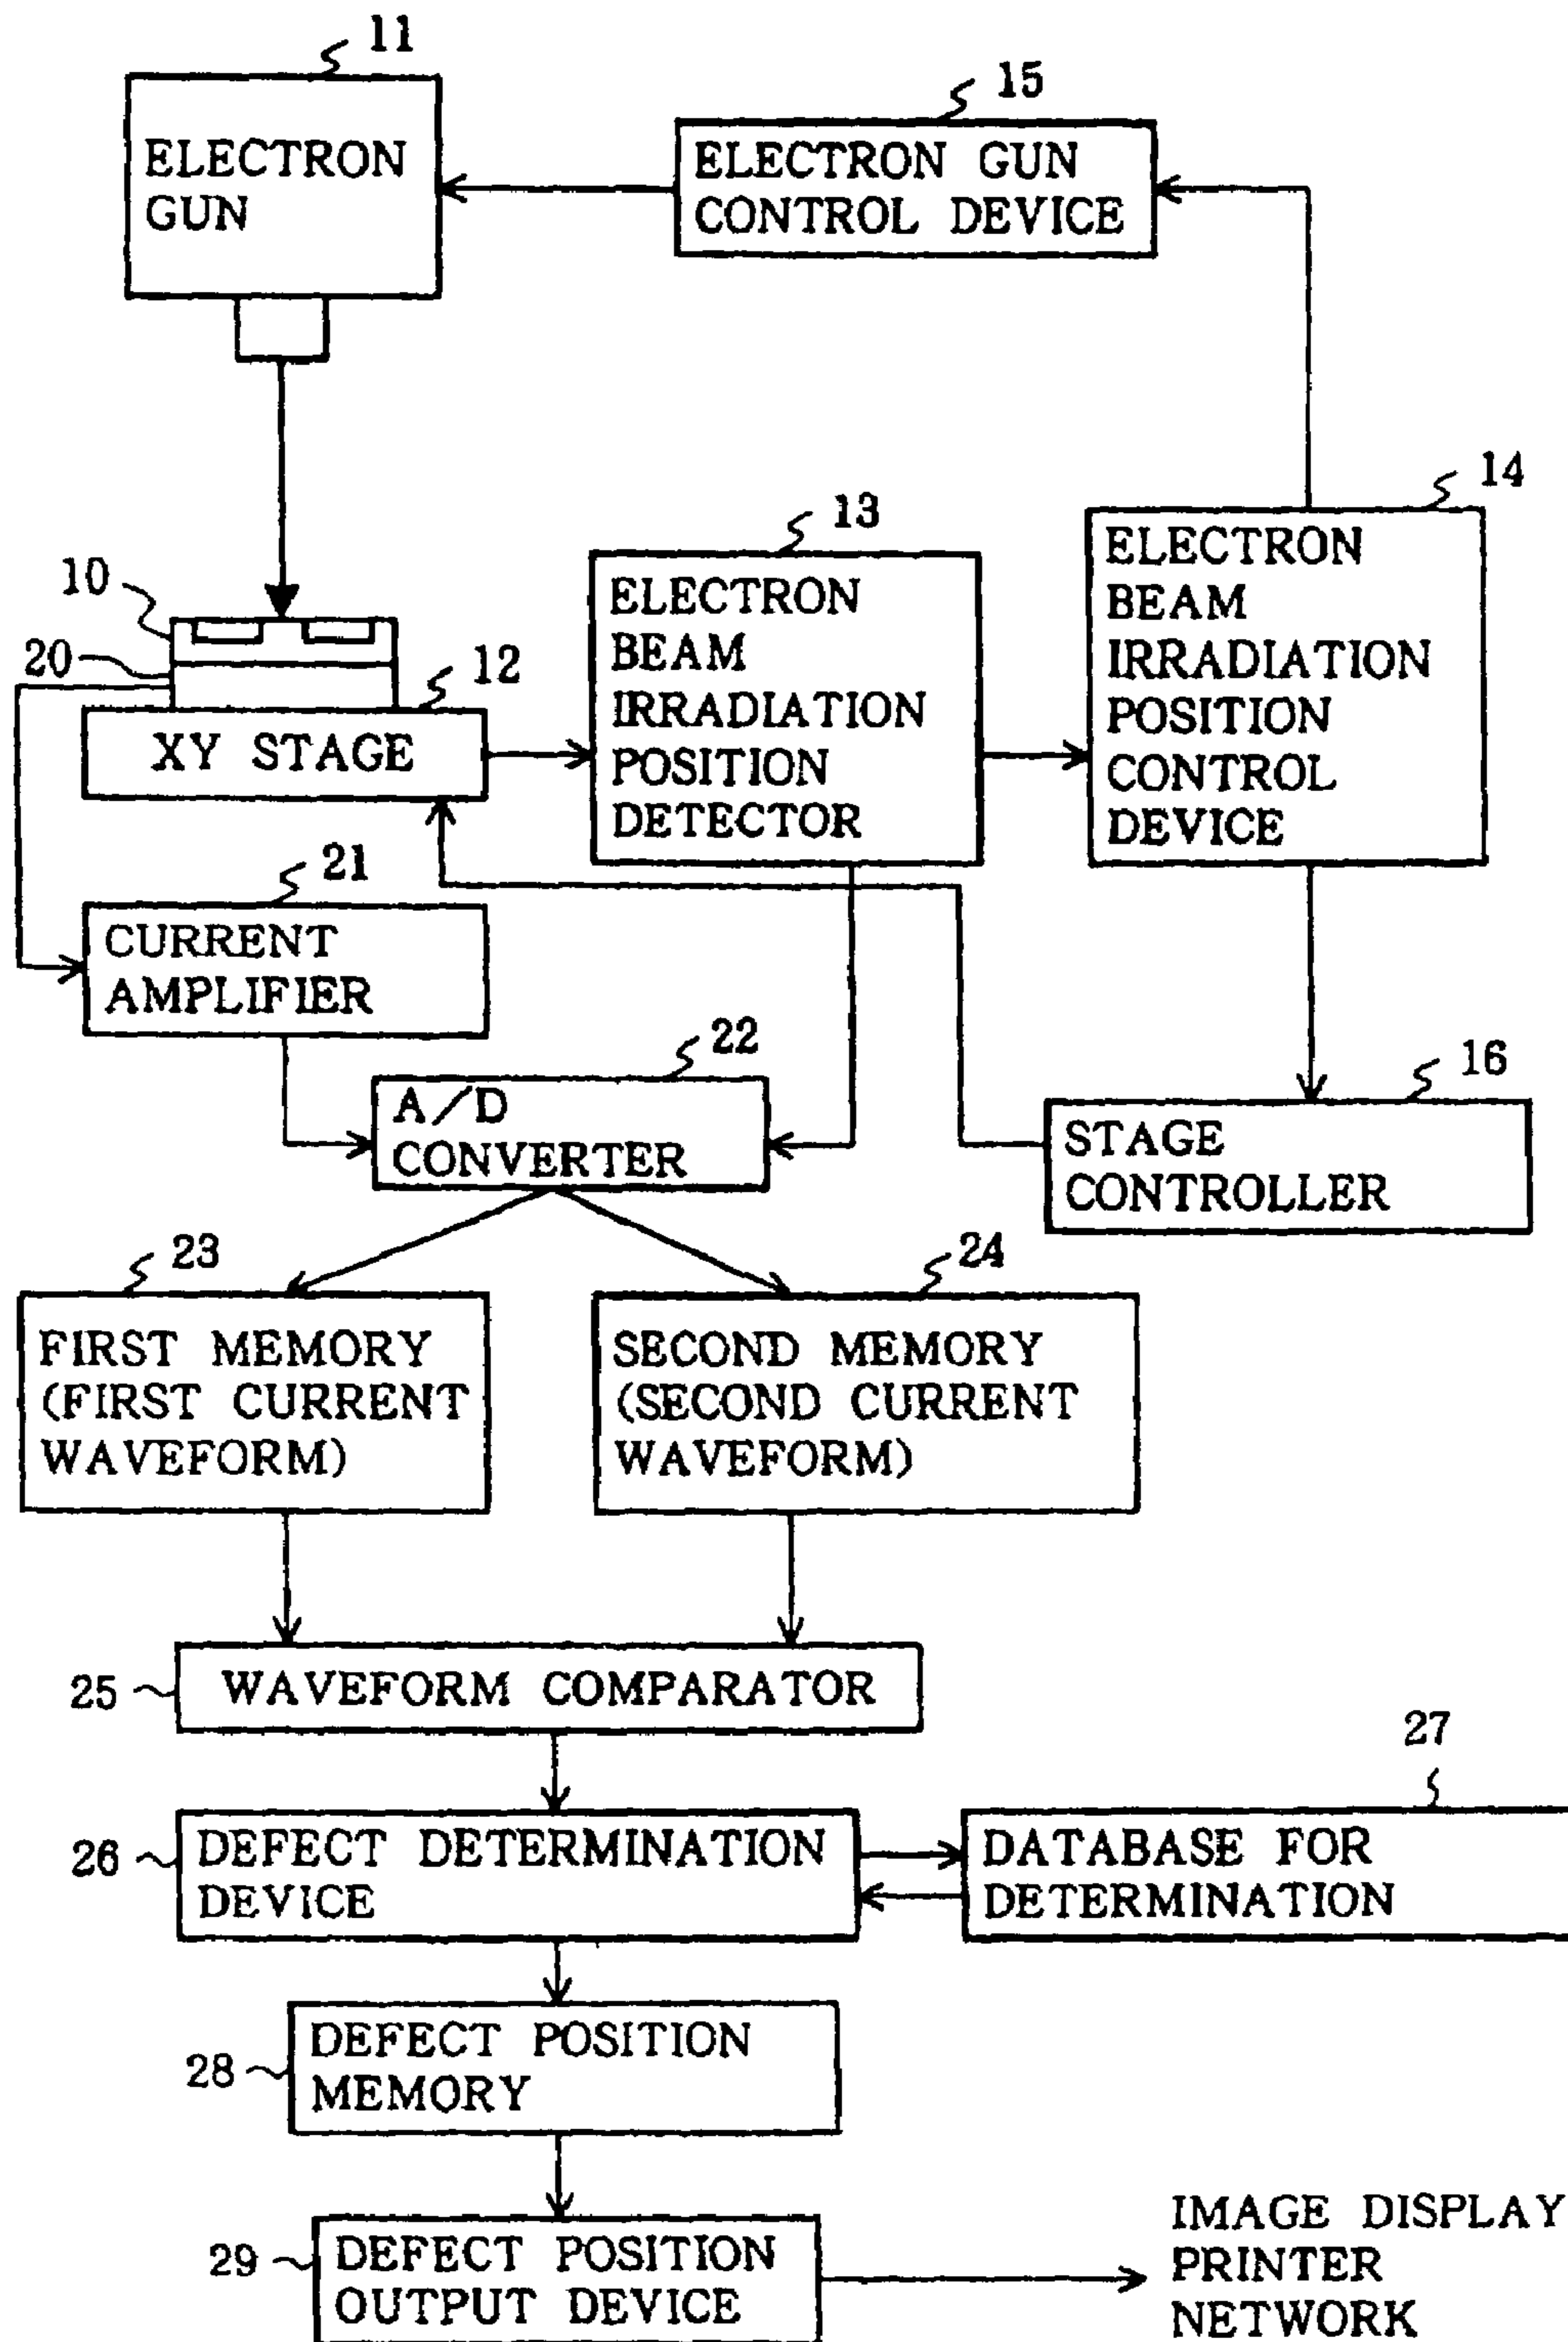 11
ELECTRON
GUN
15
ELECTRON GUN
CONTROL DEVICE
14
ELECTRON
BEAM
IRRADIATION
POSITION
CONTROL
DEVICE
13
ELECTRON
BEAM
IRRADIATION
POSITION
DETECTOR
10
20
12
XY STAGE
21
CURRENT
AMPLIFIER
22
A/D
CONVERTER
16
STAGE
CONTROLLER
23
FIRST MEMORY
(FIRST CURRENT
WAVEFORM)
24
SECOND MEMORY
(SECOND CURRENT
WAVEFORM)
25
WAVEFORM COMPARATOR
26
DEFECT DETERMINATION
DEVICE
27
DATABASE FOR
DETERMINATION
28
DEFECT POSITION
MEMORY
29
DEFECT POSITION
OUTPUT DEVICE
IMAGE DISPLAY
PRINTER
NETWORK